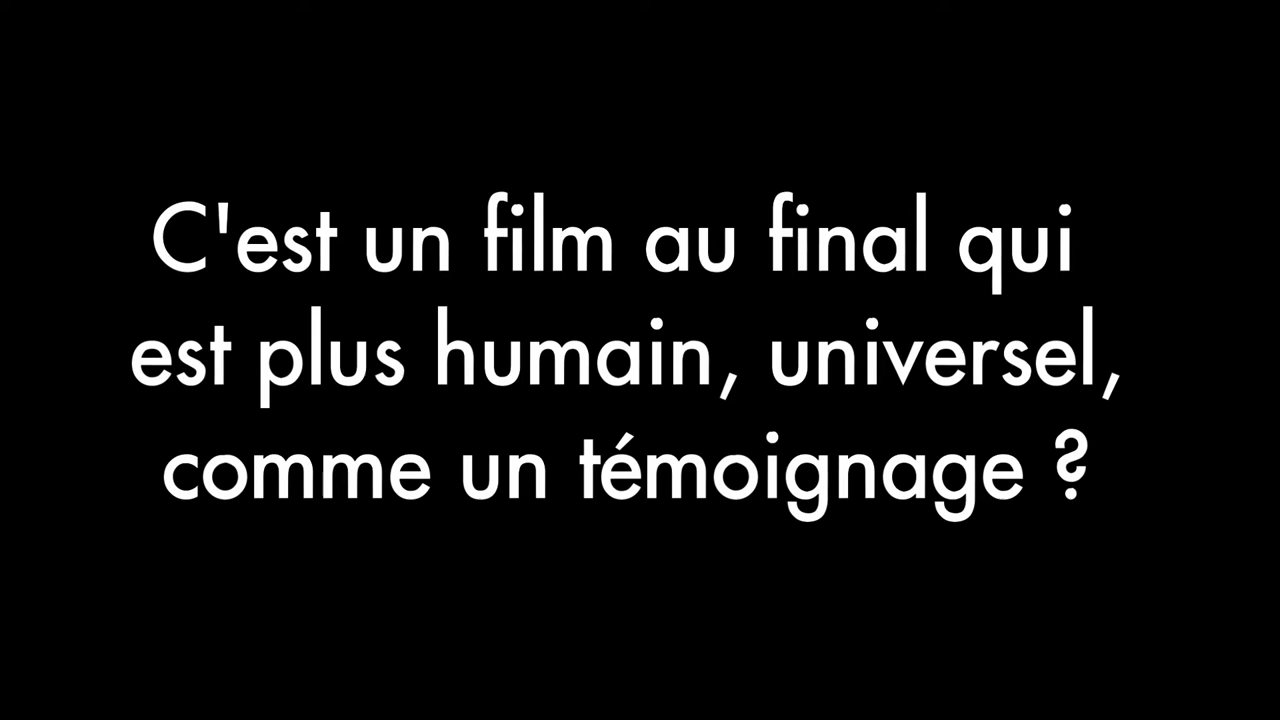 C'est un film au final qui
est plus humain, universel,
comme un témoignage ?